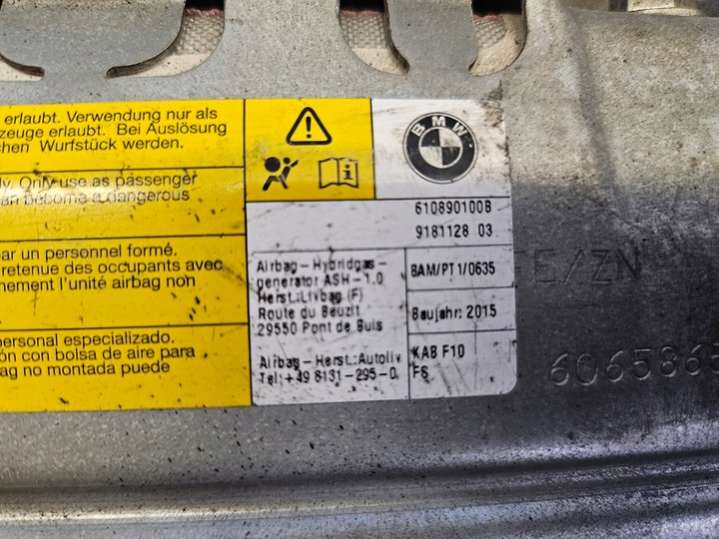 erlaubt. Verwendung nur als
zeuge erlaubt. Bei Auslösung
chen Wurfstück werden.
Only use as passenger
become a dangerous
ar un personnel formé.
retenue des occupants avec
nement l'unité airbag non
personal especializado.
ón con bolsa de aire para
ag no montada puede
BMW
610890100B
9181128 03
Airbag-Hybridgas-
generator ASH-1.0
Herst.:Livbag (F)
Route du Beuzit
29550 Pont de Buis
Airbag-Herst.:Autoliv
Tel:+49 8131-295-0
BAM/PT1/0635
Baujahr: 2015
KAB F10
FS
E/ZN
606586